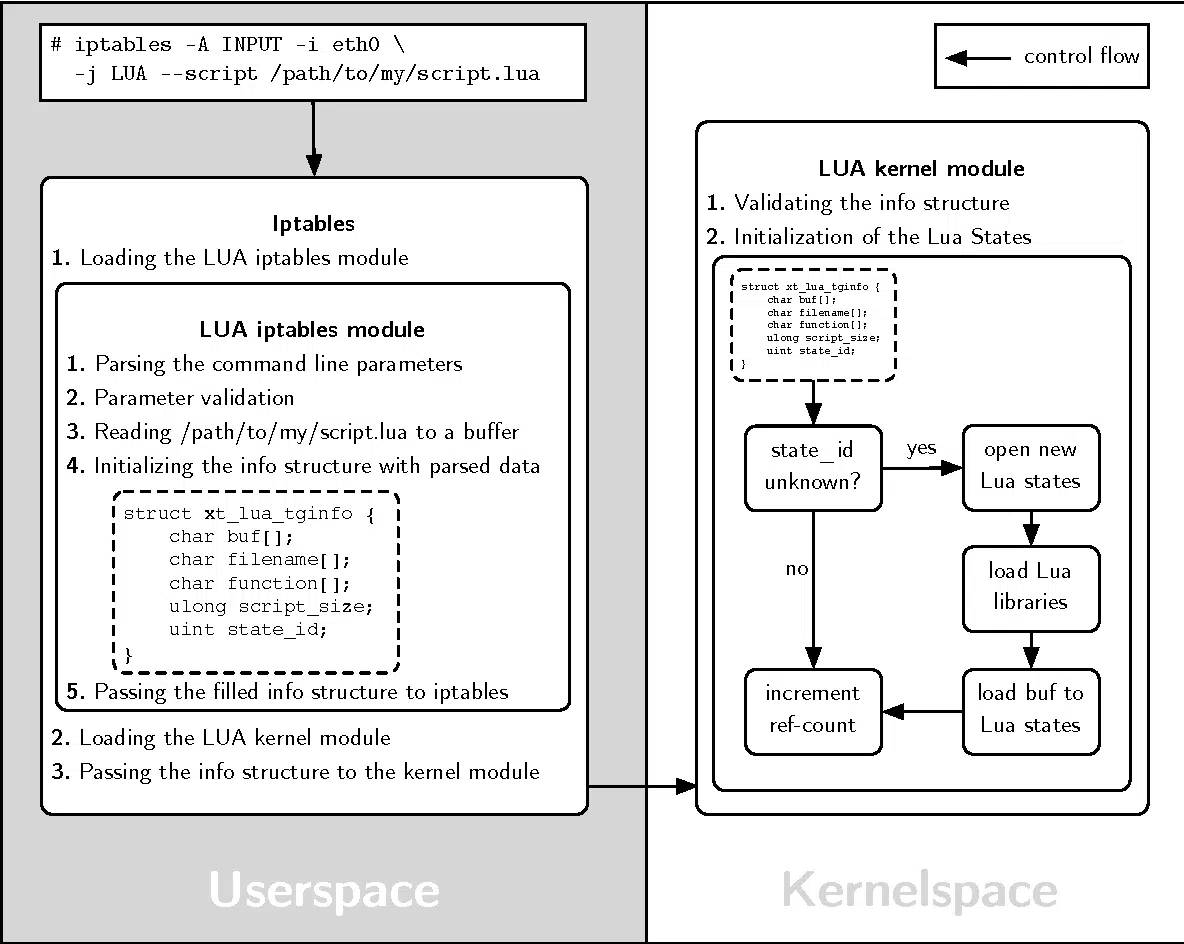 # iptables -A INPUT -i eth0 \
-j LUA --script /path/to/my/script.lua
Iptables
1. Loading the LUA iptables module
LUA iptables module
1. Parsing the command line parameters
2. Parameter validation
3. Reading /path/to/my/script.lua to a buffer
4. Initializing the info structure with parsed data
struct xt_lua_tginfo {
char buf[];
char filename[];
char function[];
ulong script_size;
uint state_id;
}
5. Passing the filled info structure to iptables
2. Loading the LUA kernel module
3. Passing the info structure to the kernel module
Userspace
control flow
LUA kernel module
1. Validating the info structure
2. Initialization of the Lua States
struct xt_lua_tginfo {
char buf[];
char filename[];
char function[];
ulong script_size;
uint state_id;
}
state_id
unknown?
yes
open new
Lua states
no
load Lua
libraries
increment
ref-count
load buf to
Lua states
Kernelspace